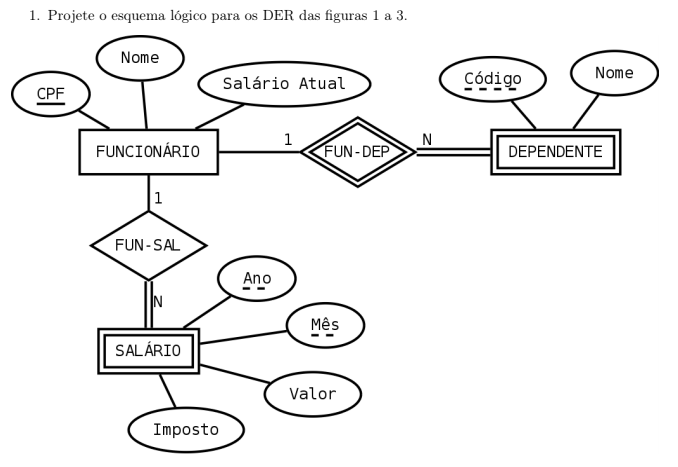 1. Projete o esquema lógico para os DER das figuras 1 a 3.
Nome
CPF
Salário Atual
Código
Nome
FUNCIONÁRIO
1
FUN-DEP
N
DEPENDENTE
1
FUN-SAL
N
Ano
Mês
SALÁRIO
Valor
Imposto